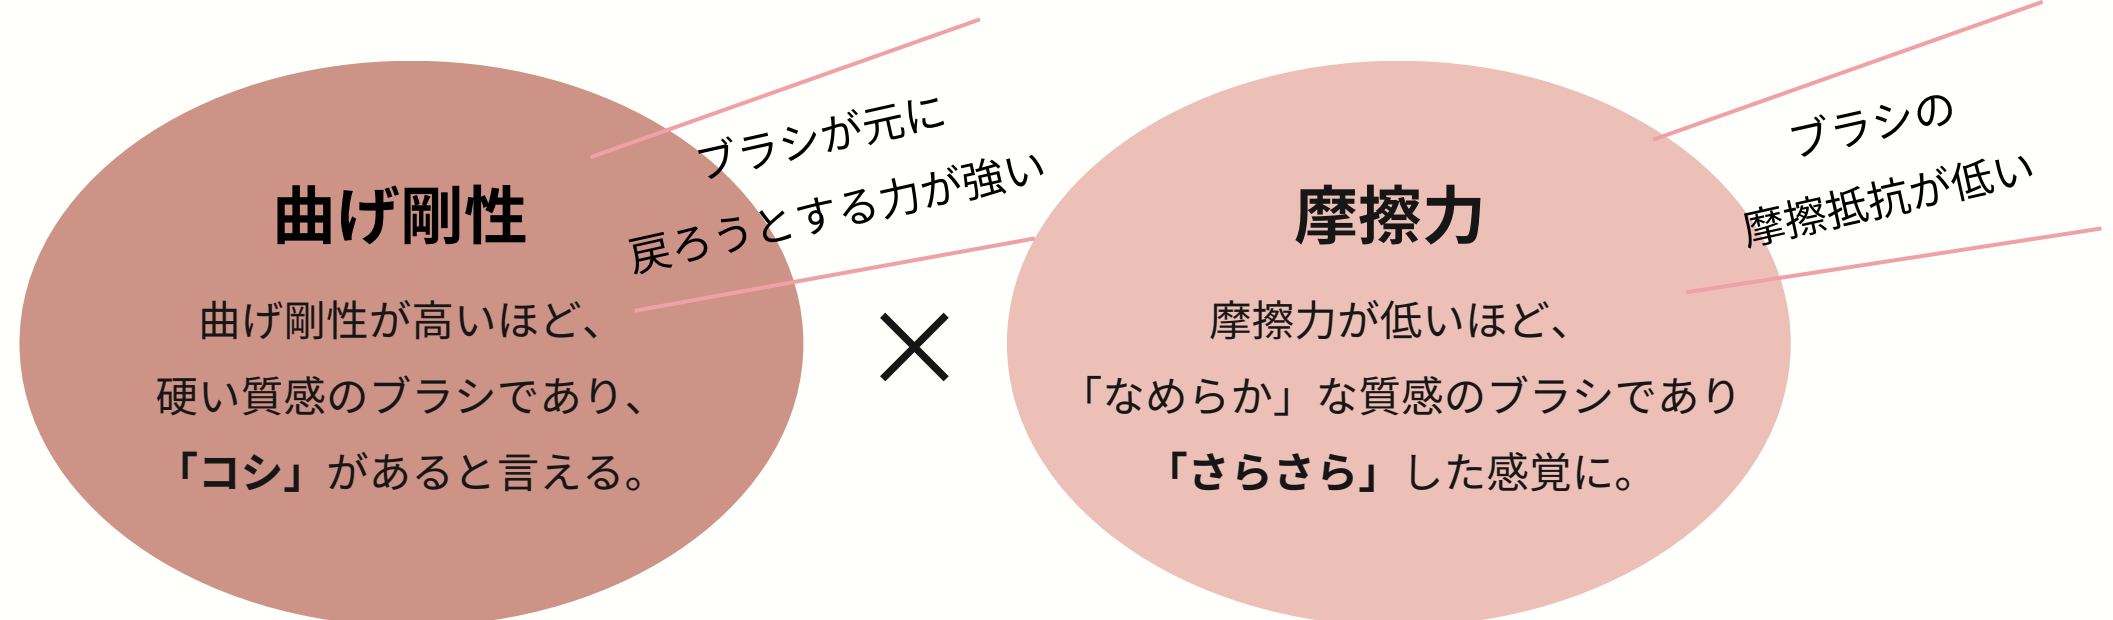 曲げ剛性
曲げ剛性が高いほど、
硬い質感のブラシであり、
「コシ」があると言える。
ブラシが元に
戻ろうとする力が強い
×
摩擦力
摩擦力が低いほど、
「なめらか」な質感のブラシであり
「さらさら」した感覚に。
ブラシの
摩擦抵抗が低い